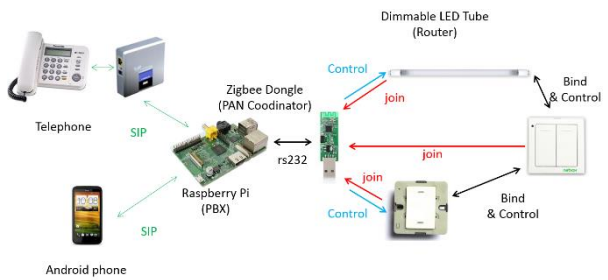 Dimmable LED Tube
(Router)
Control
join
Zigbee Dongle
(PAN Coodinator)
Bind
& Control
Telephone
SIP
rs232
join
Raspberry Pi
(PBX)
join
Control
SIP
Bind
& Control
Android phone